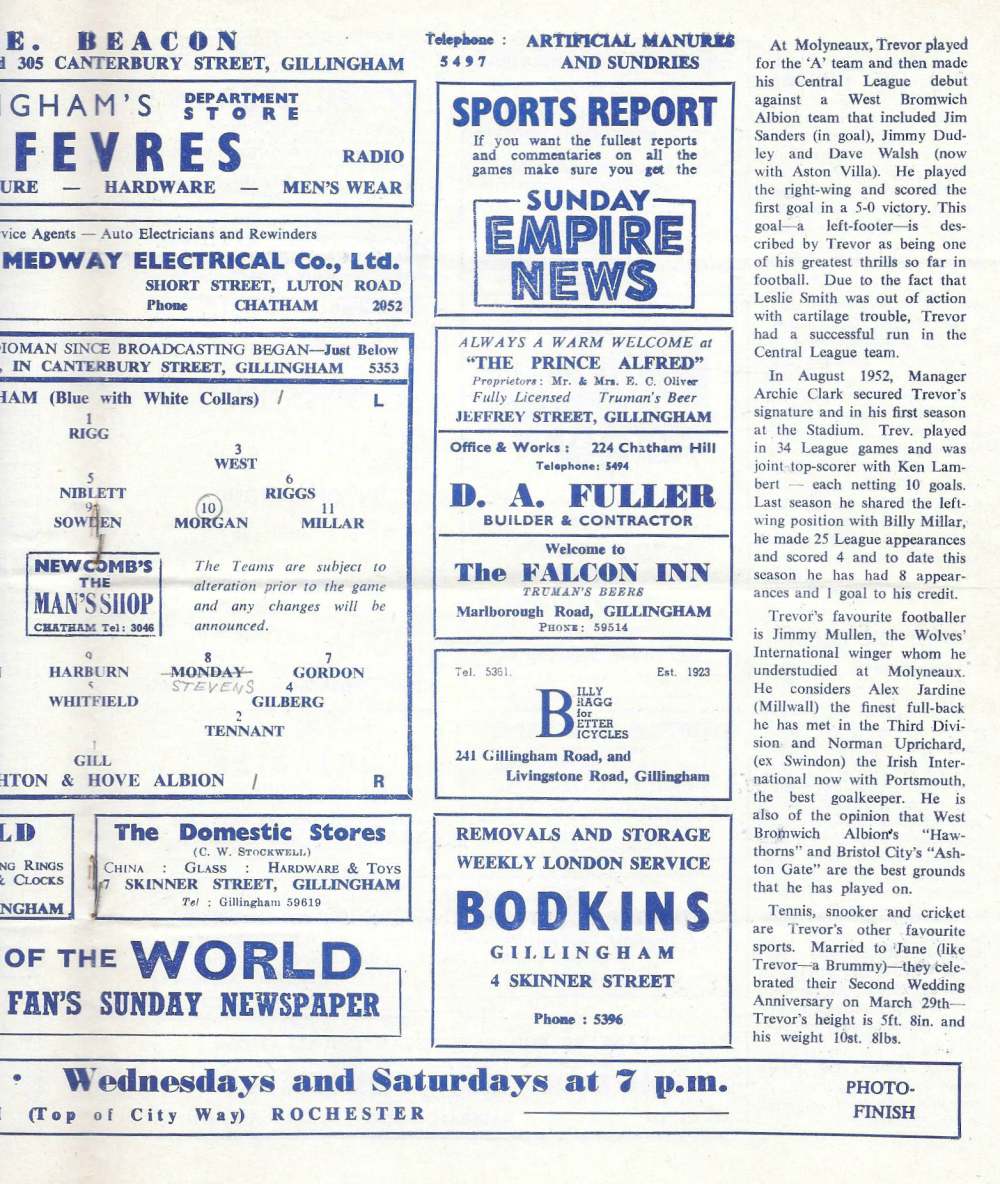 E. BEACON
305 CANTERBURY STREET, GILLINGHAM
Telephone : 5497
ARTIFICIAL MANURES
AND SUNDRIES
INGHAM'S DEPARTMENT STORE
FEVRES RADIO
URE — HARDWARE — MEN'S WEAR
vice Agents — Auto Electricians and Rewinders
MEDWAY ELECTRICAL Co., Ltd.
SHORT STREET, LUTON ROAD
Phone CHATHAM 2052
DIOMAN SINCE BROADCASTING BEGAN—Just Below
, IN CANTERBURY STREET, GILLINGHAM 5353
HAM (Blue with White Collars) / L
1
RIGG
3
WEST
5 6
NIBLETT RIGGS
9 10 11
SOWDEN MORGAN MILLAR
NEWCOMB'S
THE
MAN'S SHOP
CHATHAM Tel: 3046
The Teams are subject to
alteration prior to the game
and any changes will be
announced.
9 8 7
HARBURN MONDAY GORDON
STEVENS
5 4
WHITFIELD GILBERG
2
TENNANT
1
GILL
HTON & HOVE ALBION / R
LD
NG RINGS
& CLOCKS
NGHAM
The Domestic Stores
(C. W. STOCKWELL)
CHINA : GLASS : HARDWARE & TOYS
7 SKINNER STREET, GILLINGHAM
Tel : Gillingham 59619
OF THE WORLD
FAN'S SUNDAY NEWSPAPER
SPORTS REPORT
If you want the fullest reports
and commentaries on all the
games make sure you get the
SUNDAY
EMPIRE
NEWS
ALWAYS A WARM WELCOME at
"THE PRINCE ALFRED"
Proprietors: Mr. & Mrs. E. C. Oliver
Fully Licensed Truman's Beer
JEFFREY STREET, GILLINGHAM
Office & Works : 224 Chatham Hill
Telephone: 5494
D. A. FULLER
BUILDER & CONTRACTOR
Welcome to
The FALCON INN
TRUMAN'S BEERS
Marlborough Road, GILLINGHAM
PHONE: 59514
Tel. 5361. Est. 1923
BILLY
RAGG
for
ETTER
ICYCLES
241 Gillingham Road, and
Livingstone Road, Gillingham
REMOVALS AND STORAGE
WEEKLY LONDON SERVICE
BODKINS
GILLINGHAM
4 SKINNER STREET
Phone : 5396
At Molyneaux, Trevor played
for the 'A' team and then made
his Central League debut
against a West Bromwich
Albion team that included Jim
Sanders (in goal), Jimmy Dud-
ley and Dave Walsh (now
with Aston Villa). He played
the right-wing and scored the
first goal in a 5-0 victory. This
goal—a left-footer—is des-
cribed by Trevor as being one
of his greatest thrills so far in
football. Due to the fact that
Leslie Smith was out of action
with cartilage trouble, Trevor
had a successful run in the
Central League team.
In August 1952, Manager
Archie Clark secured Trevor's
signature and in his first season
at the Stadium. Trev. played
in 34 League games and was
joint top-scorer with Ken Lam-
bert — each netting 10 goals.
Last season he shared the left-
wing position with Billy Millar,
he made 25 League appearances
and scored 4 and to date this
season he has had 8 appear-
ances and 1 goal to his credit.
Trevor's favourite footballer
is Jimmy Mullen, the Wolves'
International winger whom he
understudied at Molyneaux.
He considers Alex Jardine
(Millwall) the finest full-back
he has met in the Third Divi-
sion and Norman Uprichard,
(ex Swindon) the Irish Inter-
national now with Portsmouth,
the best goalkeeper. He is
also of the opinion that West
Bromwich Albion's "Haw-
thorns" and Bristol City's "Ash-
ton Gate" are the best grounds
that he has played on.
Tennis, snooker and cricket
are Trevor's other favourite
sports. Married to June (like
Trevor—a Brummy)—they cele-
brated their Second Wedding
Anniversary on March 29th—
Trevor's height is 5ft. 8in. and
his weight 10st. 8lbs.
Wednesdays and Saturdays at 7 p.m.
(Top of City Way) ROCHESTER
PHOTO-
FINISH